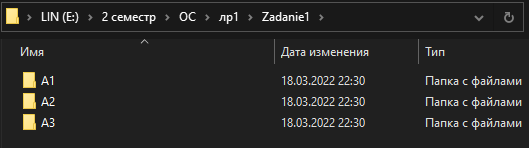 LIN (E:) > 2 семестр > ОС > лр1 > Zadanie1
Имя Дата изменения Тип
A1 18.03.2022 22:30 Папка с файлами
A2 18.03.2022 22:30 Папка с файлами
A3 18.03.2022 22:30 Папка с файлами